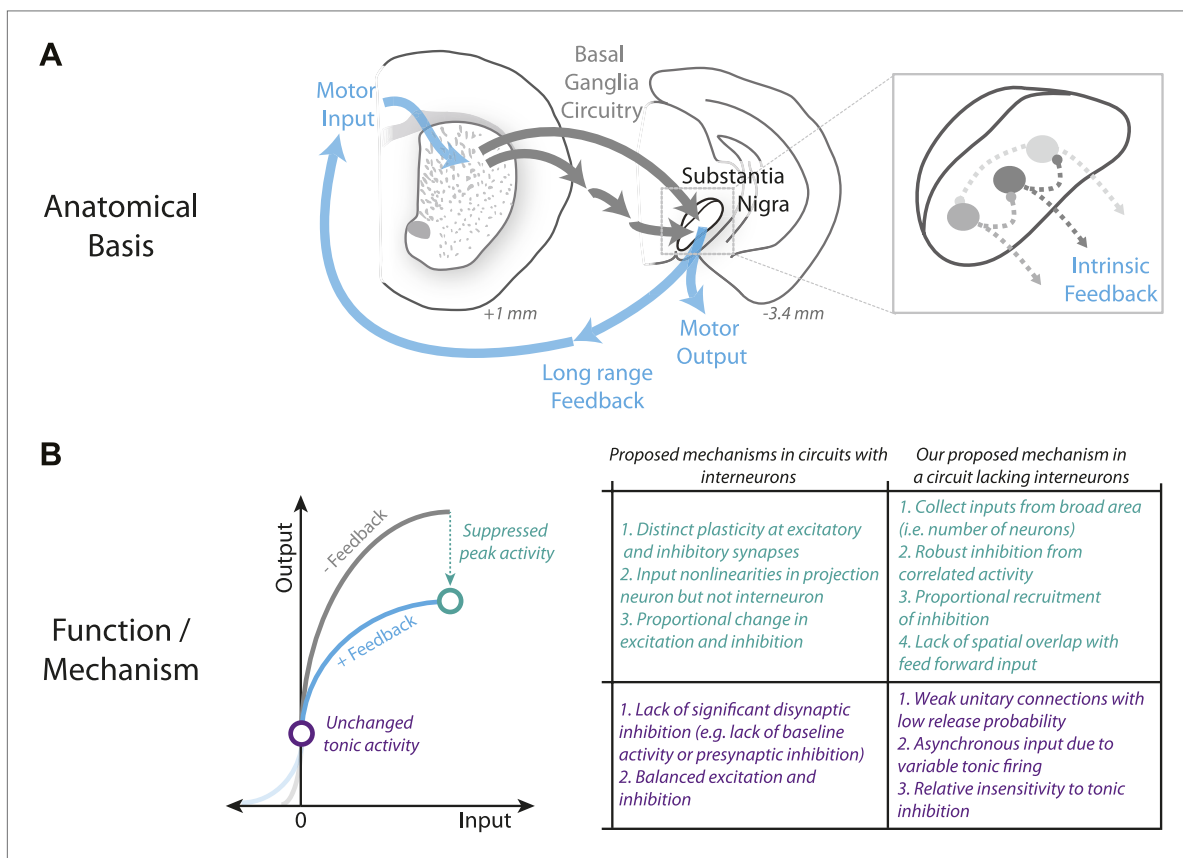 A
Anatomical
Basis
Motor
Input
Basal
Ganglia
Circuitry
Substantia
Nigra
+1 mm
-3.4 mm
Motor
Output
Long range
Feedback
Intrinsic
Feedback
B
Function /
Mechanism
Output
- Feedback
+ Feedback
Suppressed
peak activity
Unchanged
tonic activity
0
Input
Proposed mechanisms in circuits with
interneurons
Our proposed mechanism in
a circuit lacking interneurons
1. Distinct plasticity at excitatory
and inhibitory synapses
2. Input nonlinearities in projection
neuron but not interneuron
3. Proportional change in
excitation and inhibition
1. Collect inputs from broad area
(i.e. number of neurons)
2. Robust inhibition from
correlated activity
3. Proportional recruitment
of inhibition
4. Lack of spatial overlap with
feed forward input
1. Lack of significant disynaptic
inhibition (e.g. lack of baseline
activity or presynaptic inhibition)
2. Balanced excitation and
inhibition
1. Weak unitary connections with
low release probability
2. Asynchronous input due to
variable tonic firing
3. Relative insensitivity to tonic
inhibition